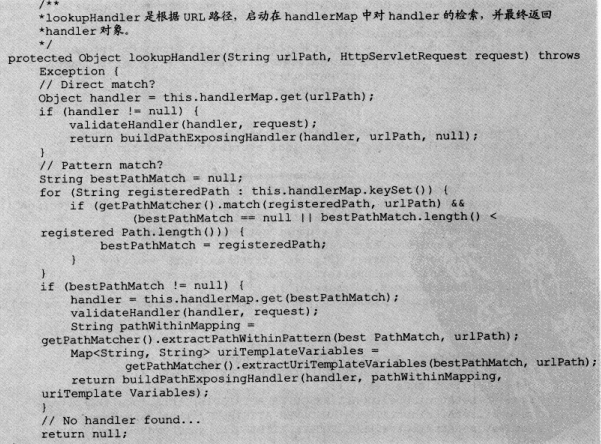 /**
*lookupHandler 是根据 URL 路径，启动在 handlerMap 中对 handler 的检索，并最终返回
*handler 对象。
*/
protected Object lookupHandler(String urlPath, HttpServletRequest request) throws
Exception {
// Direct match?
Object handler = this.handlerMap.get(urlPath);
if (handler != null) {
validateHandler(handler, request);
return buildPathExposingHandler(handler, urlPath, null);
}
// Pattern match?
String bestPathMatch = null;
for (String registeredPath : this.handlerMap.keySet()) {
if (getPathMatcher().match(registeredPath, urlPath) &&
(bestPathMatch == null || bestPathMatch.length() <
registered Path.length())) {
bestPathMatch = registeredPath;
}
}
if (bestPathMatch != null) {
handler = this.handlerMap.get(bestPathMatch);
validateHandler(handler, request);
String pathWithinMapping =
getPathMatcher().extractPathWithinPattern(best PathMatch, urlPath);
Map<String, String> uriTemplateVariables =
getPathMatcher().extractUriTemplateVariables(bestPathMatch, urlPath);
return buildPathExposingHandler(handler, pathWithinMapping,
uriTemplate Variables);
}
// No handler found...
return null;